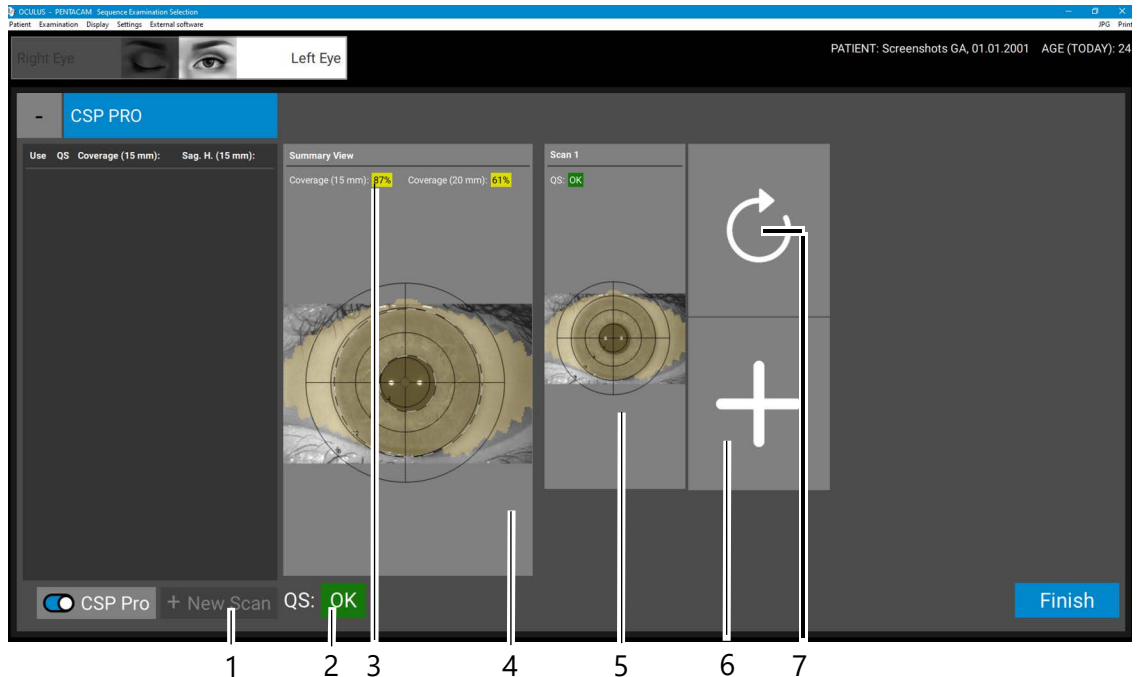 OCULUS - PENTACAM Sequence Examination Selection
Patient Examination Display Settings External software JPG Print
Right Eye Left Eye
PATIENT: Screenshots GA, 01.01.2001 AGE (TODAY): 24
- CSP PRO
Use QS Coverage (15 mm): Sag. H. (15 mm):
Summary View
Coverage (15 mm): 87% Coverage (20 mm): 61%
Scan 1
QS: OK
CSP Pro + New Scan QS: OK
Finish
1 2 3 4 5 6 7